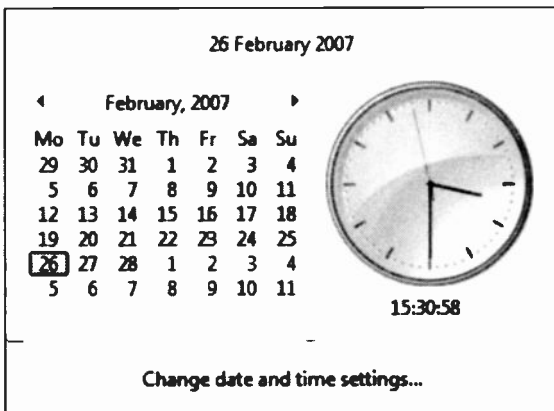 26 February 2007
February, 2007
Mo Tu We Th Fr Sa Su
29 30 31 1 2 3 4
5 6 7 8 9 10 11
12 13 14 15 16 17 18
19 20 21 22 23 24 25
26 27 28 1 2 3 4
5 6 7 8 9 10 11
15:30:58
Change date and time settings...